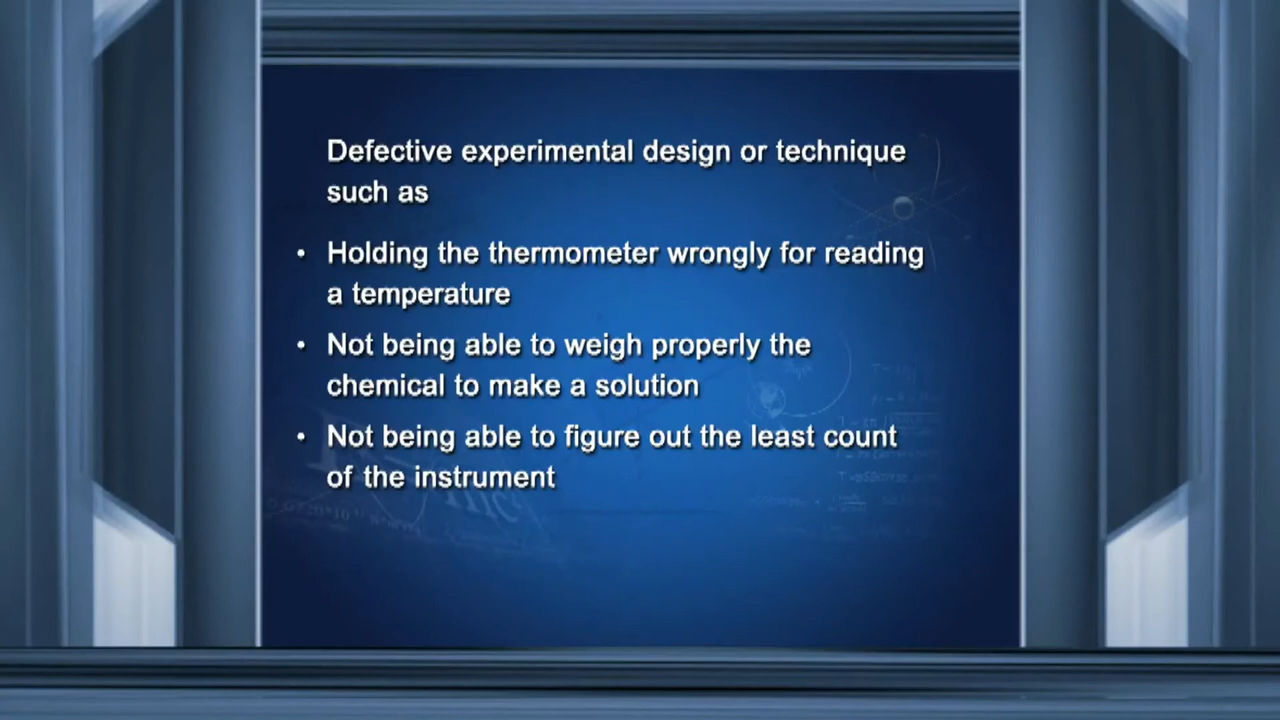 Defective experimental design or technique
such as
• Holding the thermometer wrongly for reading
a temperature
• Not being able to weigh properly the
chemical to make a solution
• Not being able to figure out the least count
of the instrument